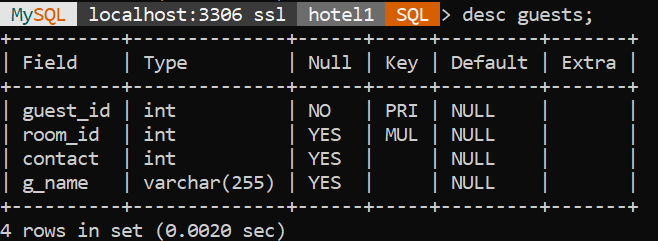 MySQL localhost:3306 ssl hotel1 SQL > desc guests;
+----------+--------------+------+-----+---------+-------+
| Field    | Type         | Null | Key | Default | Extra |
+----------+--------------+------+-----+---------+-------+
| guest_id | int          | NO   | PRI | NULL    |       |
| room_id  | int          | YES  | MUL | NULL    |       |
| contact  | int          | YES  |     | NULL    |       |
| g_name   | varchar(255) | YES  |     | NULL    |       |
+----------+--------------+------+-----+---------+-------+
4 rows in set (0.0020 sec)